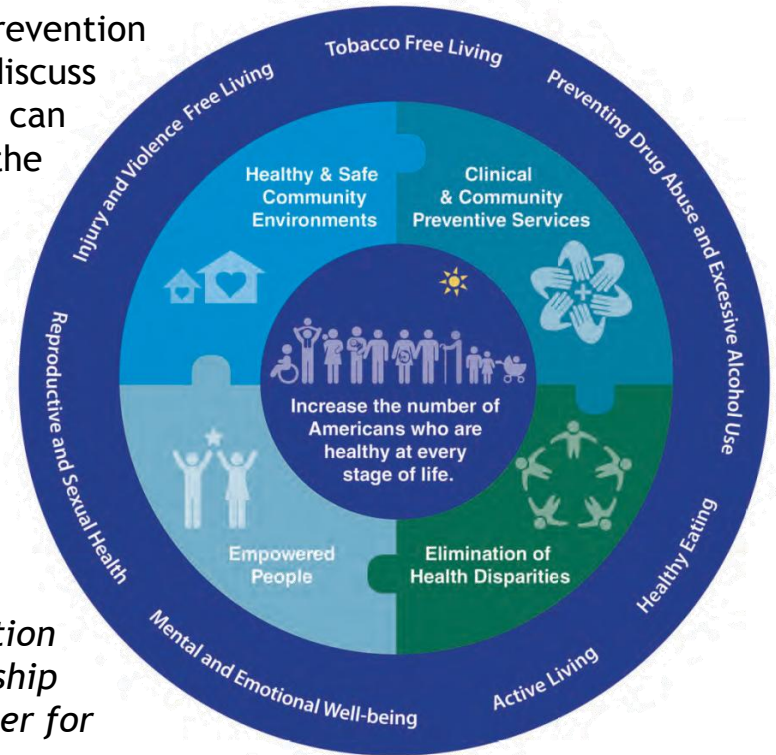 revention
discuss
can
the
Tobacco Free Living
Preventing Drug Abuse and Excessive Alcohol Use
Healthy Eating
Active Living
Mental and Emotional Well-being
Reproductive and Sexual Health
Injury and Violence Free Living
Healthy & Safe
Community
Environments
Clinical
& Community
Preventive Services
Increase the number of
Americans who are
healthy at every
stage of life.
Empowered
People
Elimination of
Health Disparities
tion
ship
er for